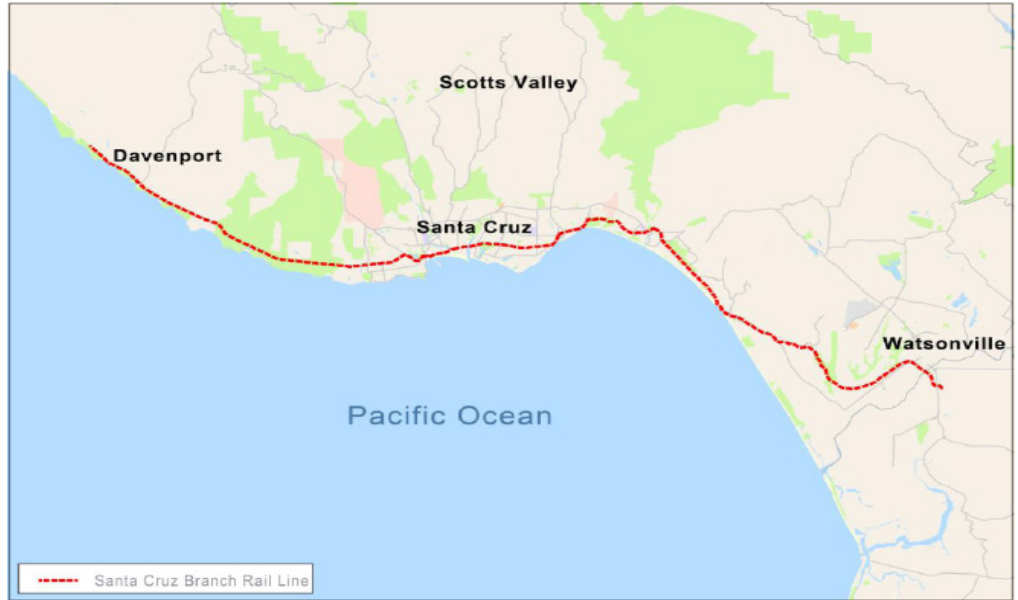 Scotts Valley
Davenport
Santa Cruz
Watsonville
Pacific Ocean
Santa Cruz Branch Rail Line